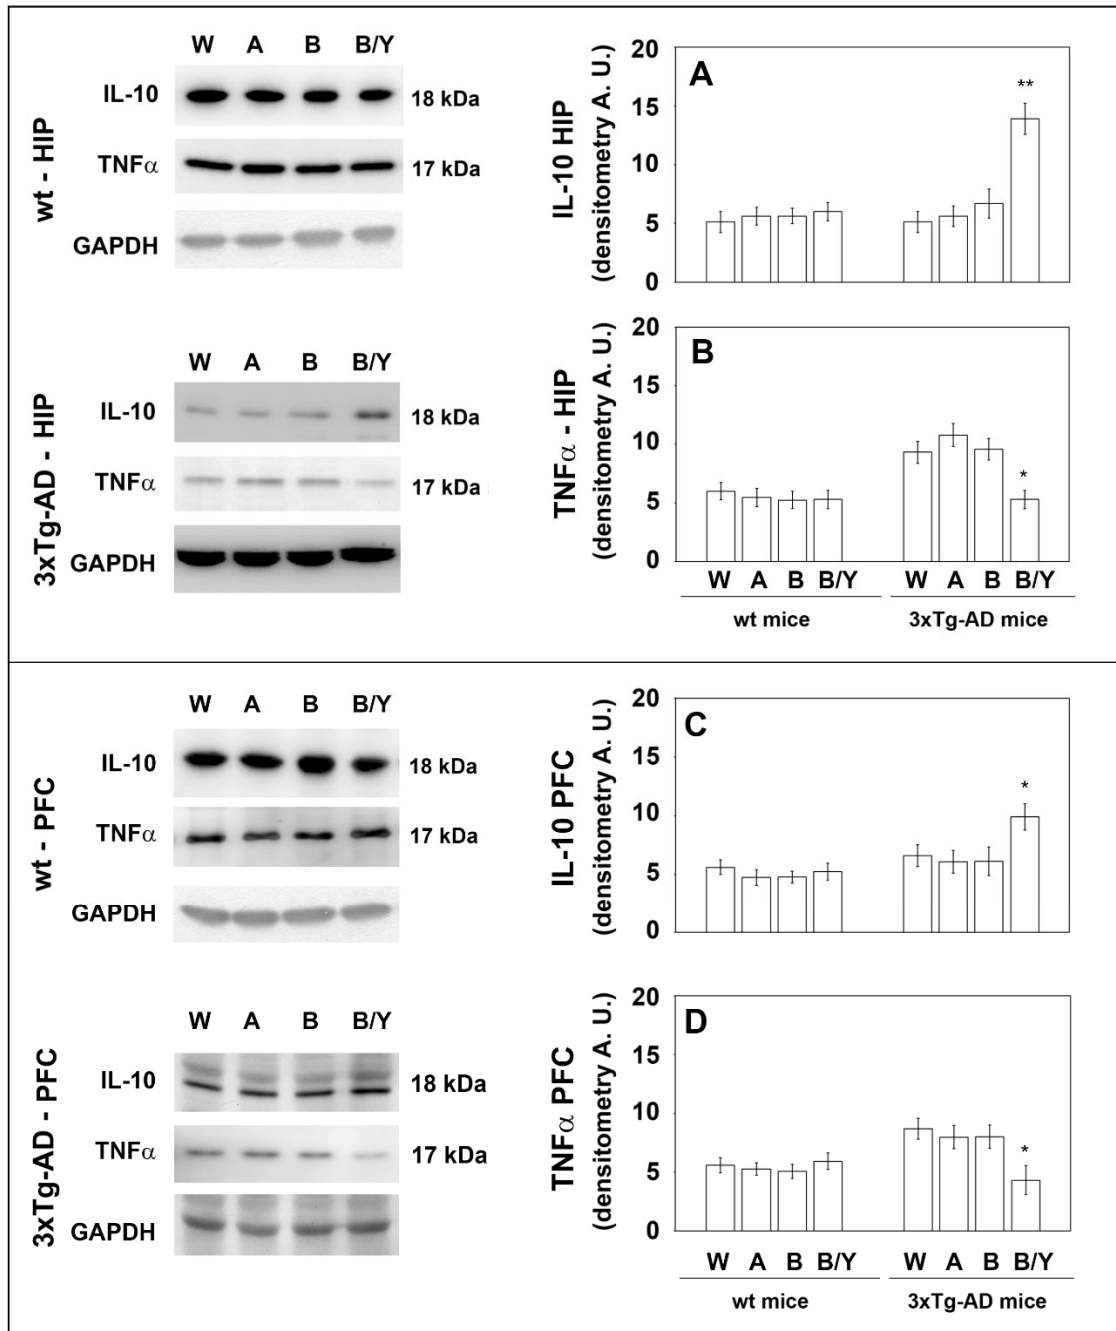 W A B B/Y
wt - HIP
IL-10 18 kDa
TNFα 17 kDa
GAPDH
W A B B/Y
3xTg-AD - HIP
IL-10 18 kDa
TNFα 17 kDa
GAPDH
A
IL-10 HIP
(densitometry A. U.)
20
15
10
5
0
**
B
TNFα - HIP
(densitometry A. U.)
20
15
10
5
0
*
W A B B/Y W A B B/Y
wt mice 3xTg-AD mice
W A B B/Y
wt - PFC
IL-10 18 kDa
TNFα 17 kDa
GAPDH
W A B B/Y
3xTg-AD - PFC
IL-10 18 kDa
TNFα 17 kDa
GAPDH
C
IL-10 PFC
(densitometry A. U.)
20
15
10
5
0
*
D
TNFα PFC
(densitometry A. U.)
20
15
10
5
0
*
W A B B/Y W A B B/Y
wt mice 3xTg-AD mice